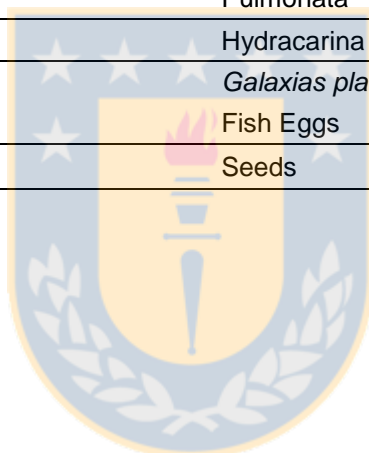 Pulmonata
Hydracarina
Galaxias pla
Fish Eggs
Seeds